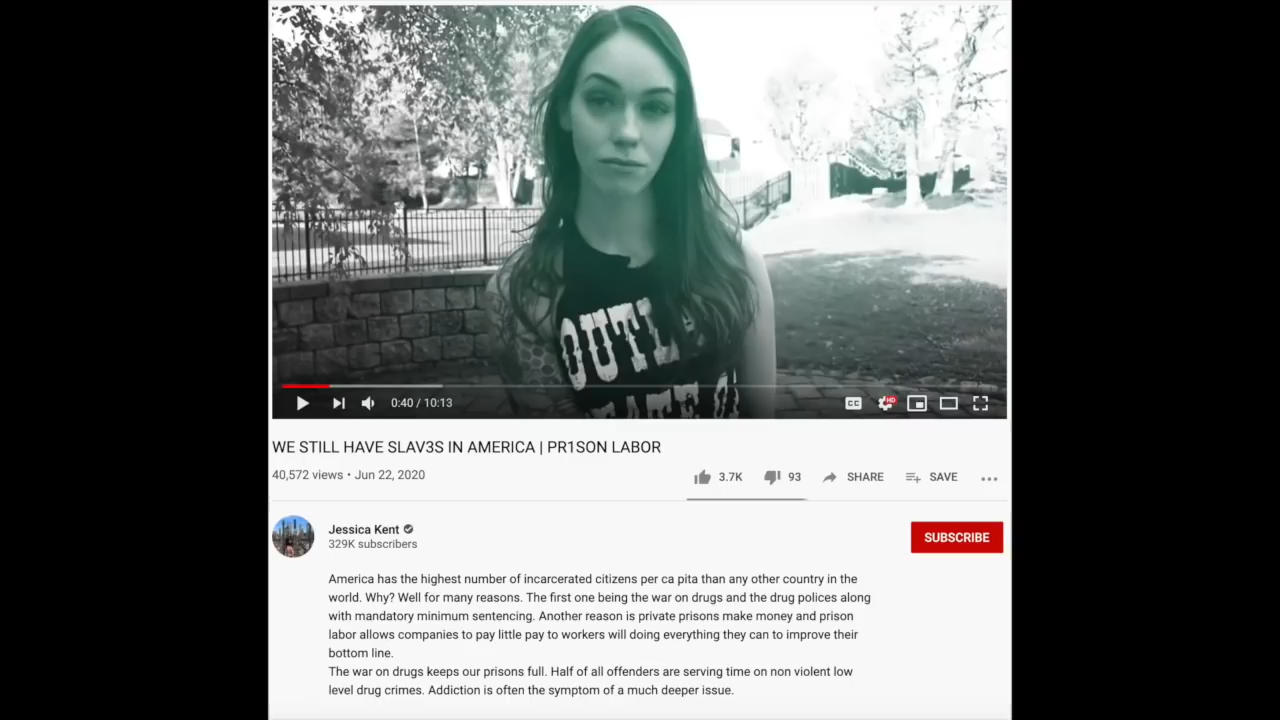 OUTL
0:40 / 10:13
CC
HD
WE STILL HAVE SLAV3S IN AMERICA | PR1SON LABOR
40,572 views • Jun 22, 2020
3.7K
93
SHARE
SAVE
Jessica Kent
329K subscribers
SUBSCRIBE
America has the highest number of incarcerated citizens per ca pita than any other country in the
world. Why? Well for many reasons. The first one being the war on drugs and the drug polices along
with mandatory minimum sentencing. Another reason is private prisons make money and prison
labor allows companies to pay little pay to workers will doing everything they can to improve their
bottom line.
The war on drugs keeps our prisons full. Half of all offenders are serving time on non violent low
level drug crimes. Addiction is often the symptom of a much deeper issue.